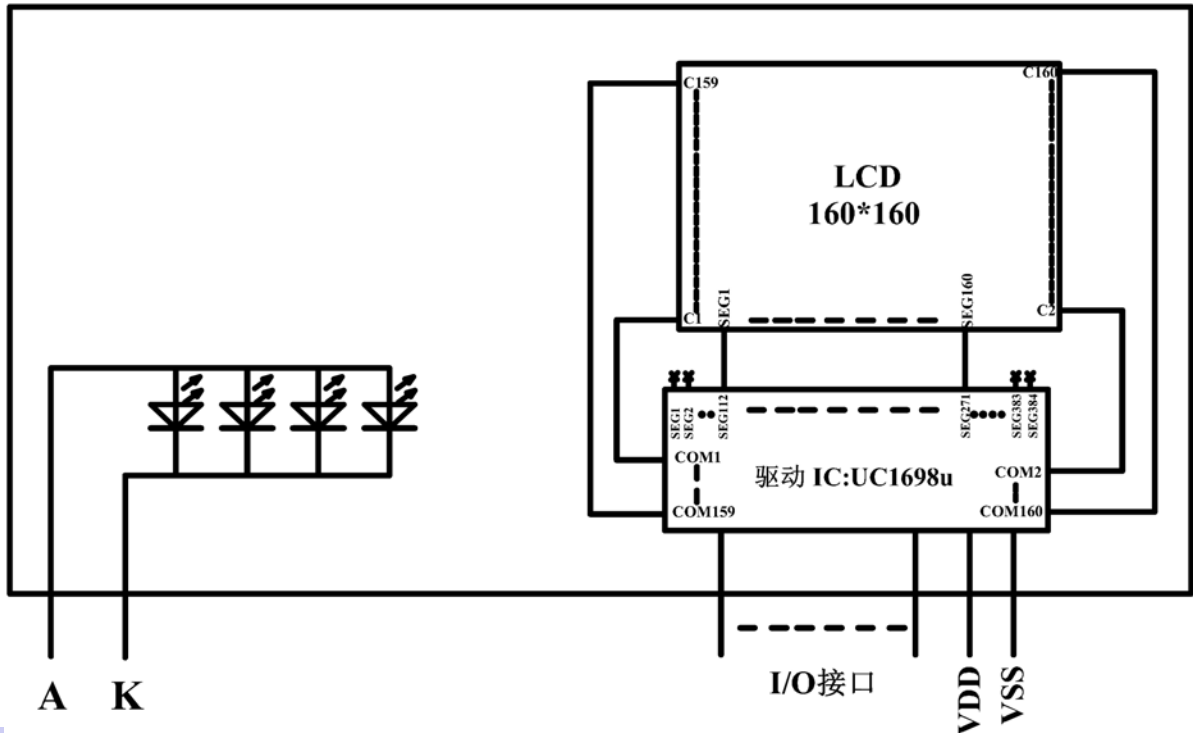 C159
C160
LCD
160*160
C1
SEG1
SEG160
C2
SEG1
SEG2
SEG112
SEG271
SEG383
SEG384
COM1
驱动 IC:UC1698u
COM2
COM159
COM160
I/O接口
VDD
VSS
A
K